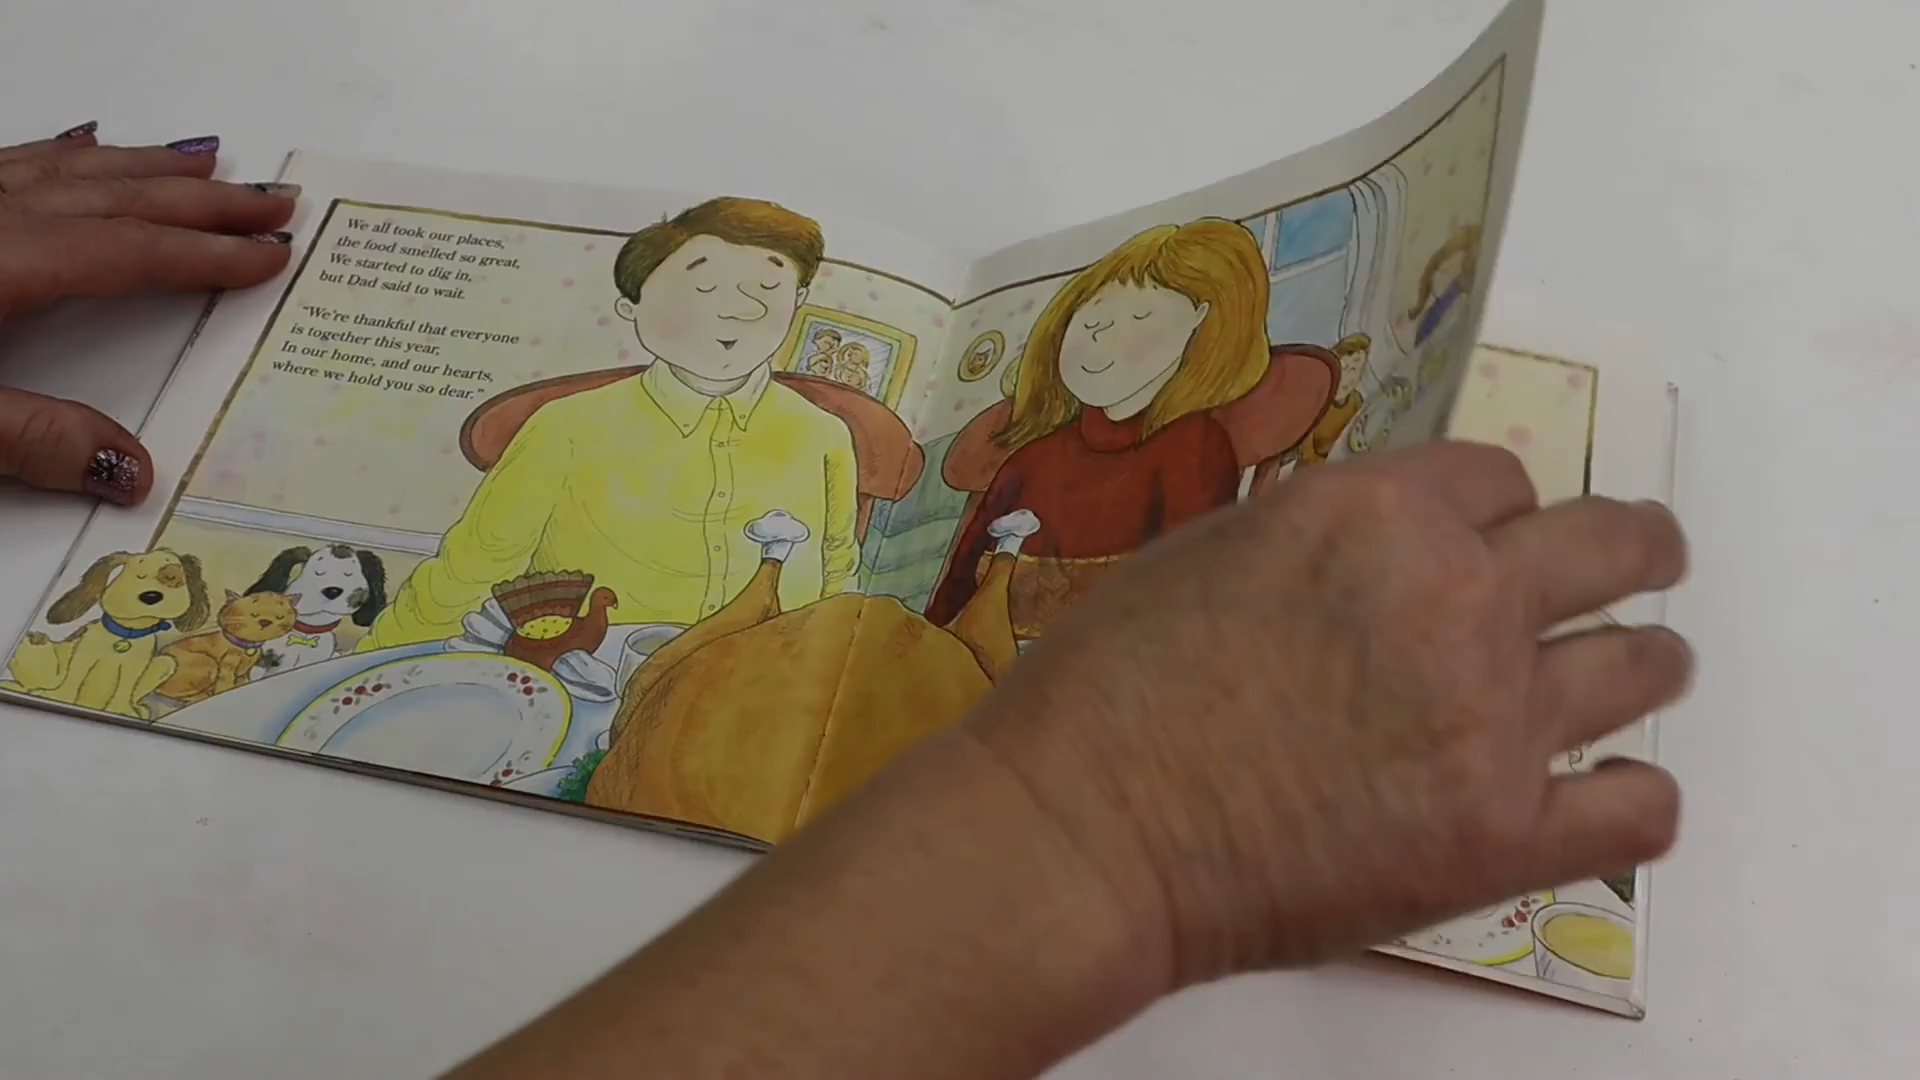 We all took our places,
the food smelled so great,
We started to dig in,
but Dad said to wait.
"We're thankful that everyone
is together this year,
In our home, and our hearts,
where we hold you so dear."